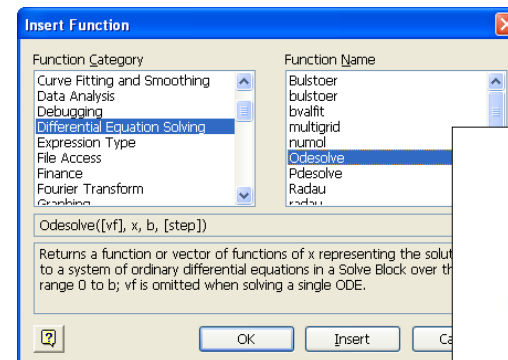 Insert Function
Function Category
Function Name
Curve Fitting and Smoothing
Data Analysis
Debugging
Differential Equation Solving
Expression Type
File Access
Finance
Fourier Transform
Graphing
Bulstoer
bulstoer
bvalfit
multigrid
numol
Odesolve
Pdesolve
Radau
radau
Odesolve([vf], x, b, [step])
Returns a function or vector of functions of x representing the solut
to a system of ordinary differential equations in a Solve Block over th
range 0 to b; vf is omitted when solving a single ODE.
OK
Insert
Ca